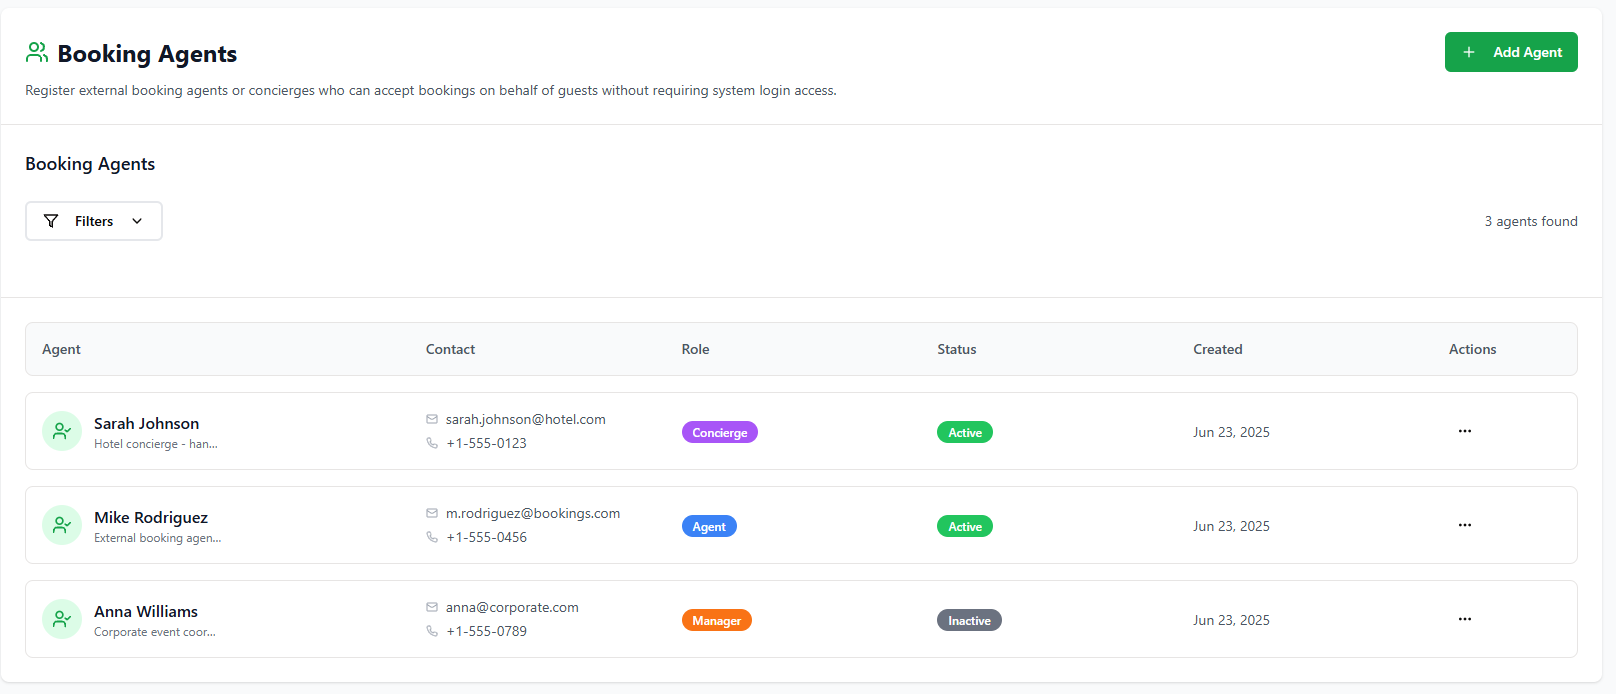 Booking Agents
Add Agent
Register external booking agents or concierges who can accept bookings on behalf of guests without requiring system login access.
Booking Agents
Filters
3 agents found
Agent Contact Role Status Created Actions
Sarah Johnson
Hotel concierge - han...
sarah.johnson@hotel.com
+1-555-0123
Concierge
Active
Jun 23, 2025
Mike Rodriguez
External booking agen...
m.rodriguez@bookings.com
+1-555-0456
Agent
Active
Jun 23, 2025
Anna Williams
Corporate event coor...
anna@corporate.com
+1-555-0789
Manager
Inactive
Jun 23, 2025